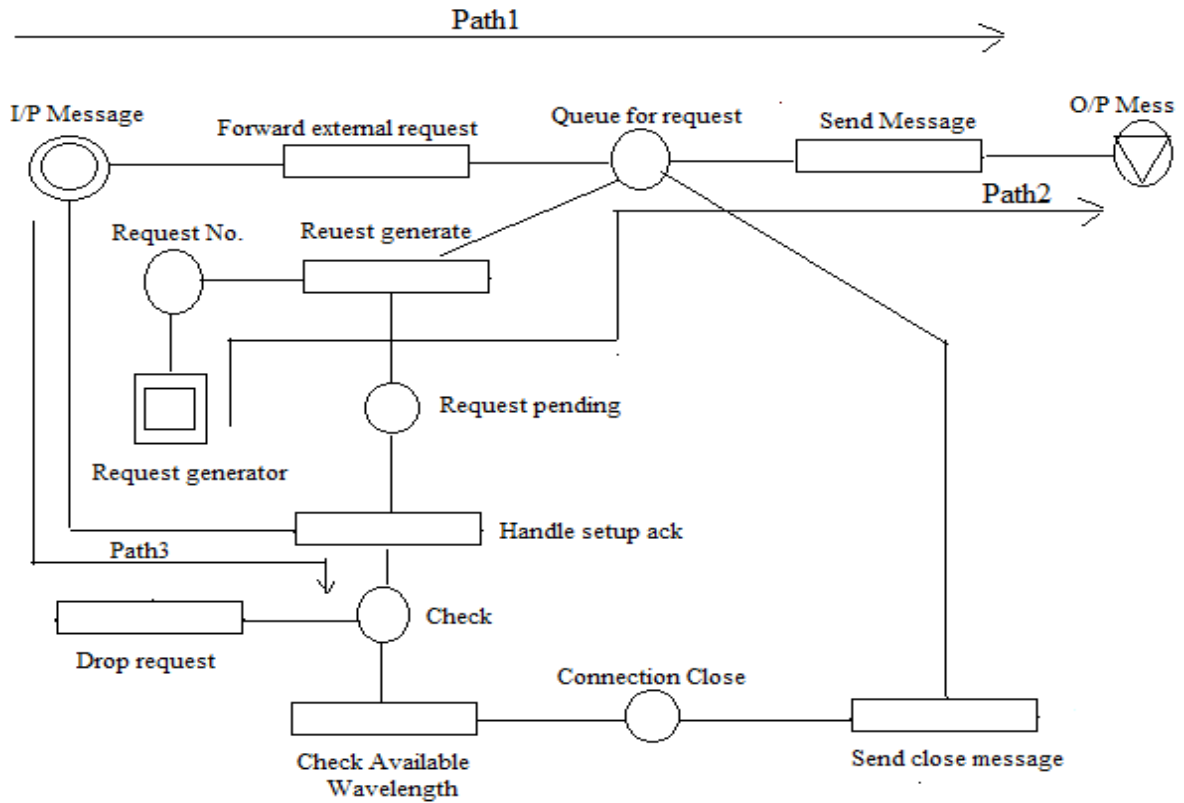 Path1
I/P Message
Forward external request
Queue for request
Send Message
O/P Mess
Path2
Request No.
Reuest generate
Request pending
Request generator
Handle setup ack
Path3
Check
Drop request
Connection Close
Check Available
Wavelength
Send close message